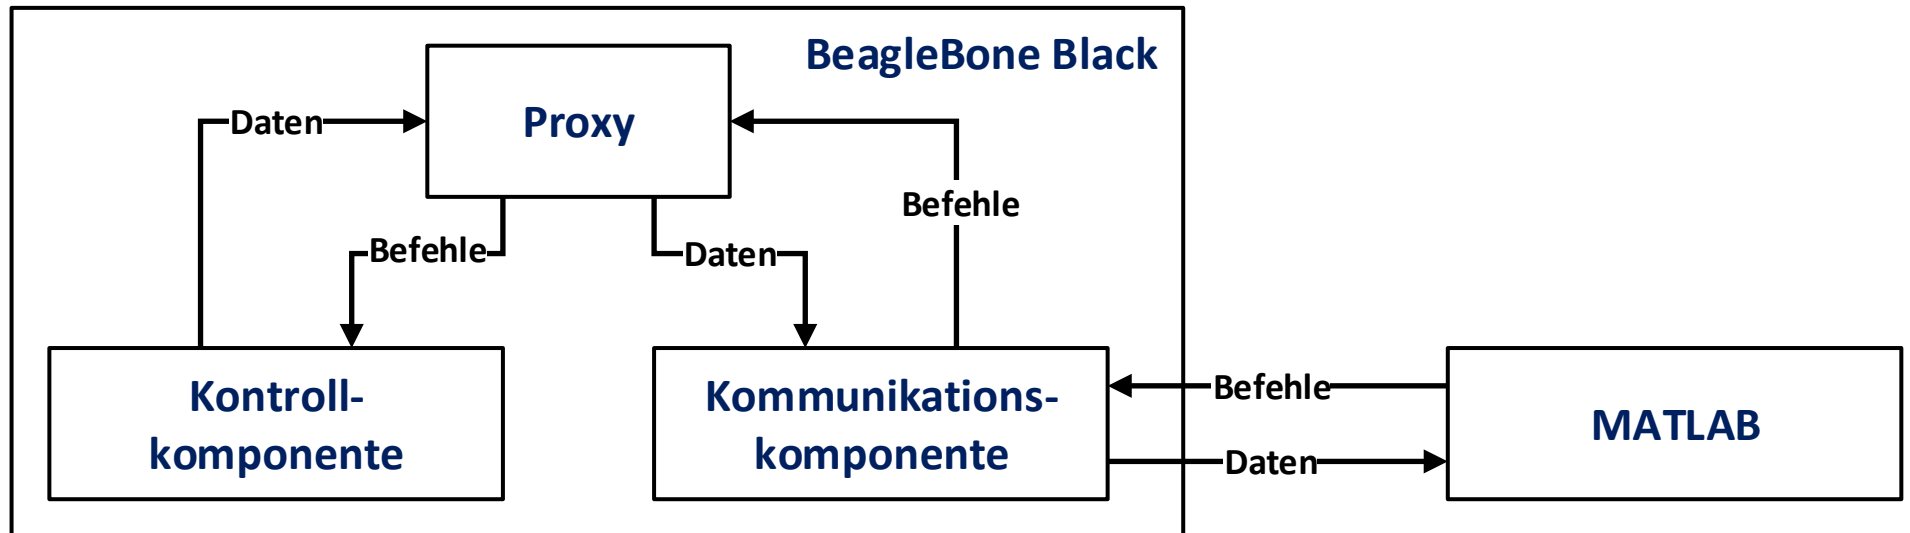 BeagleBone Black
Proxy
Daten
Befehle
Befehle
Daten
Kontroll-
komponente
Kommunikations-
komponente
Befehle
Daten
MATLAB